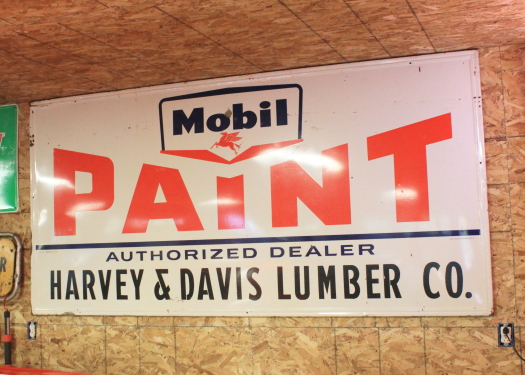 Mobil
PAINT
AUTHORIZED DEALER
HARVEY & DAVIS LUMBER CO.